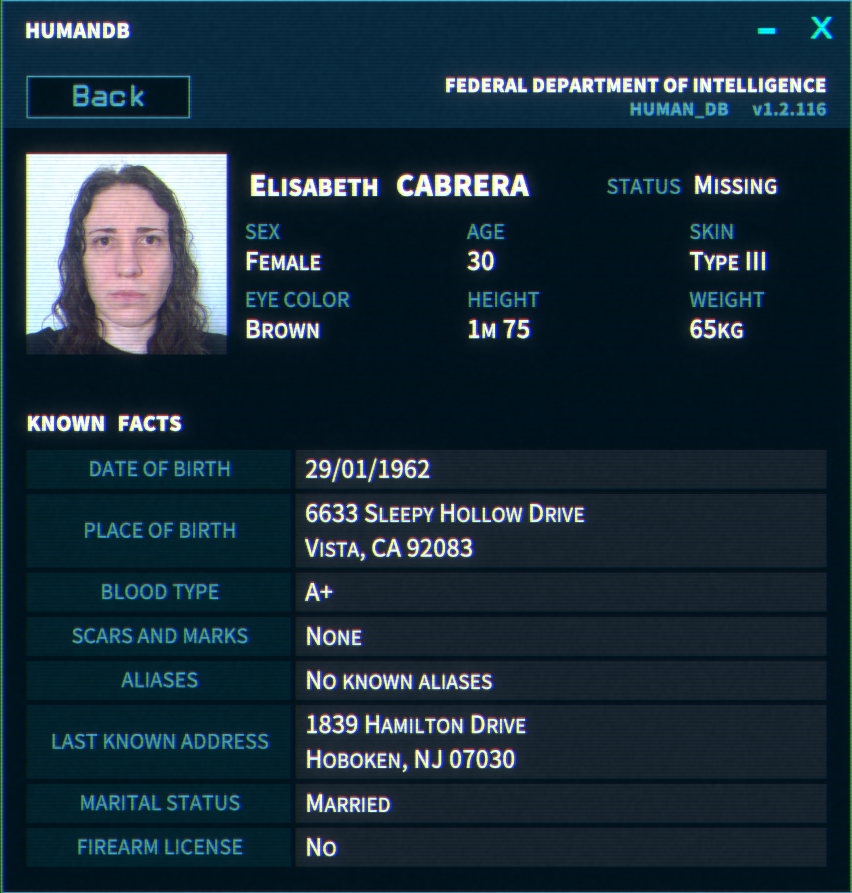 HUMANDB
Back
FEDERAL DEPARTMENT OF INTELLIGENCE
HUMAN_DB v1.2.116
ELISABETH CABRERA
STATUS MISSING
SEX AGE SKIN
FEMALE 30 TYPE III
EYE COLOR HEIGHT WEIGHT
BROWN 1M 75 65KG
KNOWN FACTS
DATE OF BIRTH 29/01/1962
PLACE OF BIRTH 6633 SLEEPY HOLLOW DRIVE
VISTA, CA 92083
BLOOD TYPE A+
SCARS AND MARKS NONE
ALIASES NO KNOWN ALIASES
LAST KNOWN ADDRESS 1839 HAMILTON DRIVE
HOBOKEN, NJ 07030
MARITAL STATUS MARRIED
FIREARM LICENSE NO